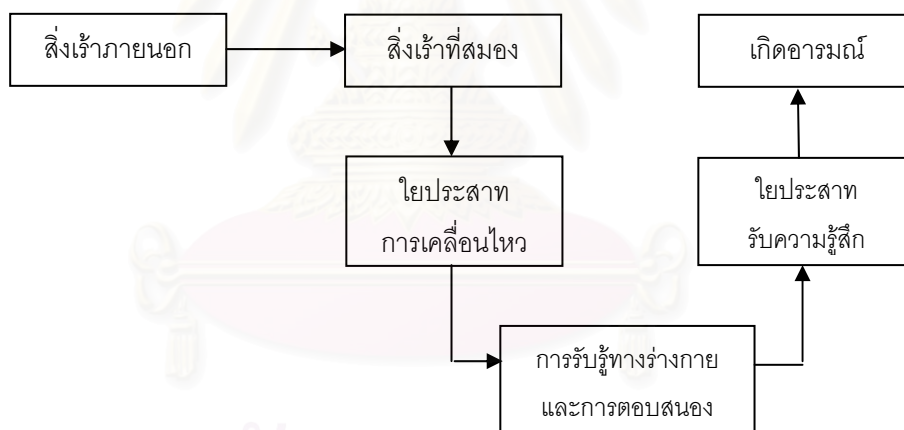 สิ่งเร้าภายนอก
สิ่งเร้าที่สมอง
เกิดอารมณ์
ใยประสาท
การเคลื่อนไหว
ใยประสาท
รับความรู้สึก
การรับรู้ทางร่างกาย
และการตอบสนอง